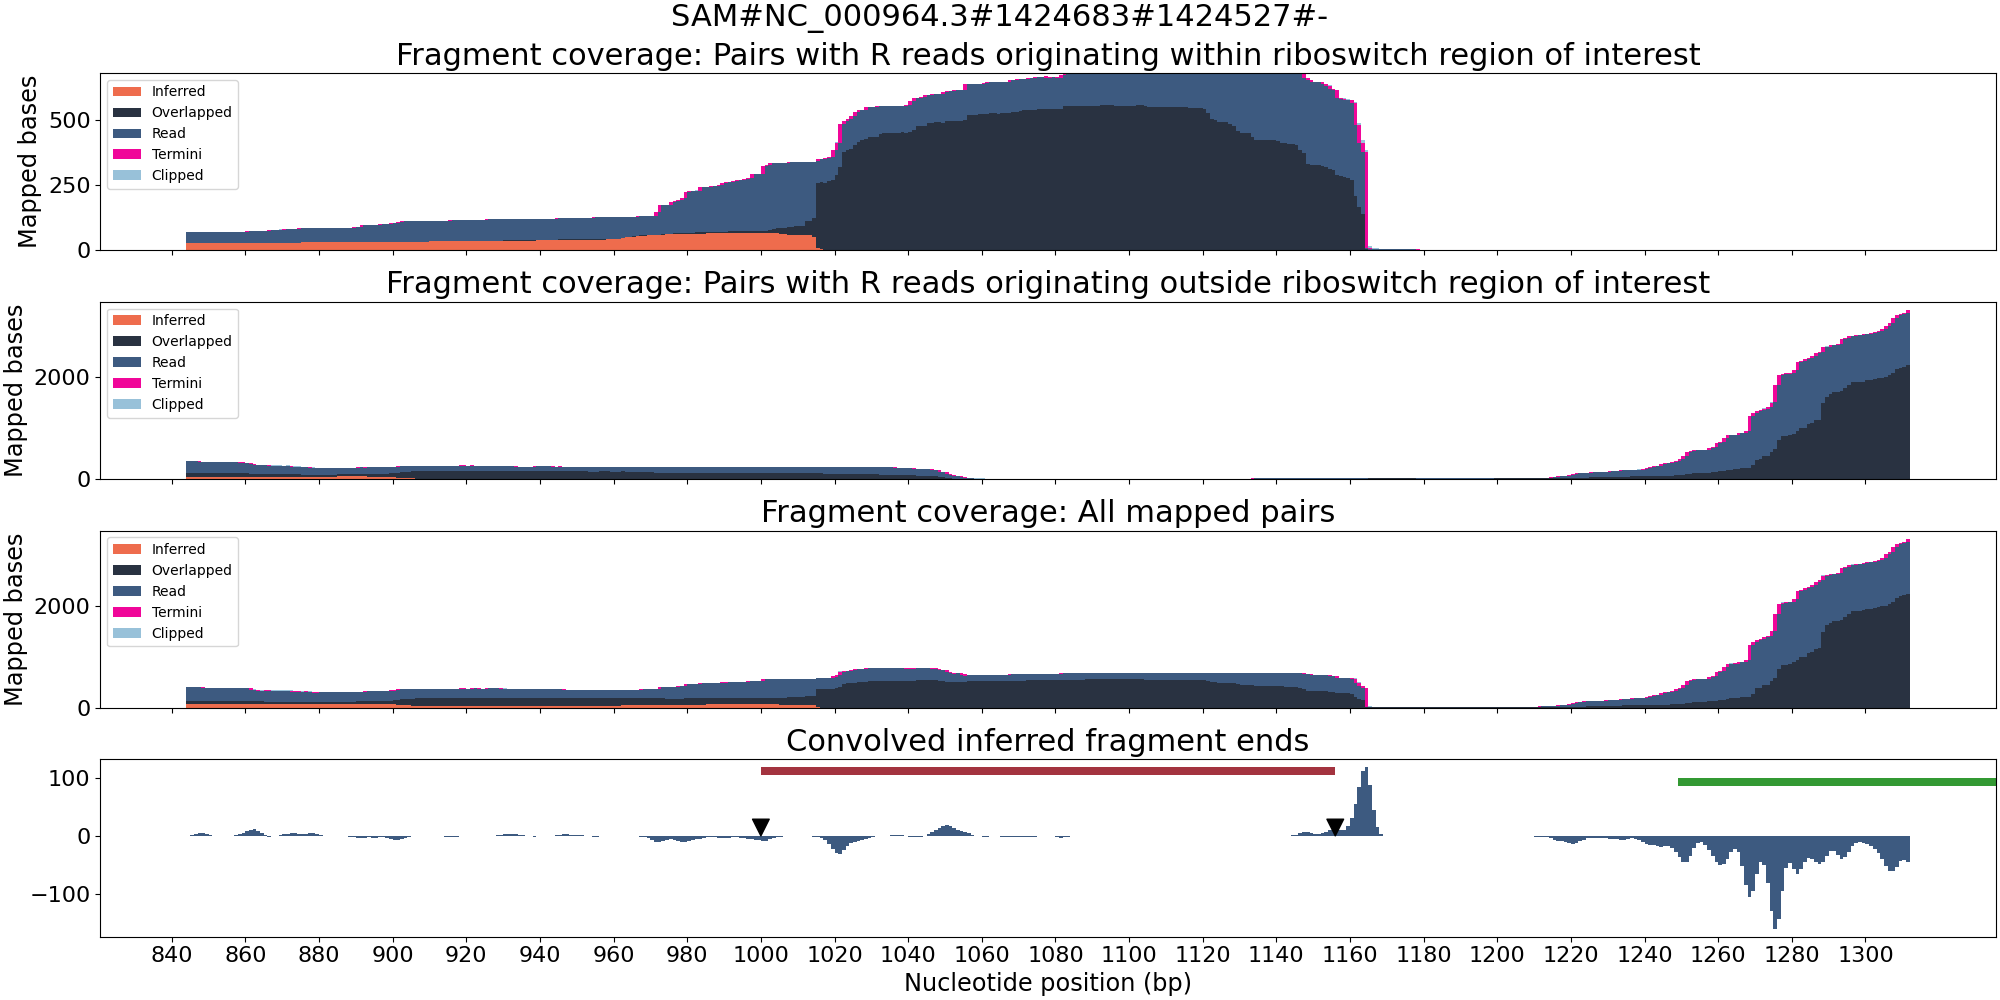 SAM#NC_000964.3#1424683#1424527#-
Fragment coverage: Pairs with R reads originating within riboswitch region of interest
Mapped bases
500
250
0
Inferred
Overlapped
Read
Termini
Clipped
Fragment coverage: Pairs with R reads originating outside riboswitch region of interest
Mapped bases
2000
0
Inferred
Overlapped
Read
Termini
Clipped
Fragment coverage: All mapped pairs
Mapped bases
2000
0
Inferred
Overlapped
Read
Termini
Clipped
Convolved inferred fragment ends
100
0
−100
840 860 880 900 920 940 960 980 1000 1020 1040 1060 1080 1100 1120 1140 1160 1180 1200 1220 1240 1260 1280 1300
Nucleotide position (bp)